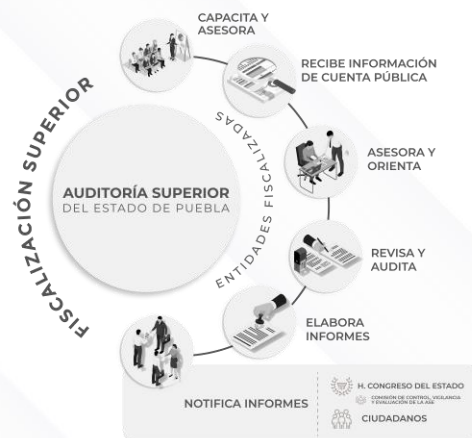 CAPACITA Y
ASESORA
RECIBE INFORMACIÓN
DE CUENTA PÚBLICA
ASESORA Y
ORIENTA
REVISA Y
AUDITA
ELABORA
INFORMES
NOTIFICA INFORMES
H. CONGRESO DEL ESTADO
COMISIÓN DE CONTROL, VIGILANCIA
Y EVALUACIÓN DE LA ASE
CIUDADANOS
FISCALIZACIÓN SUPERIOR
AUDITORÍA SUPERIOR
DEL ESTADO DE PUEBLA
ENTIDADES FISCALIZADAS